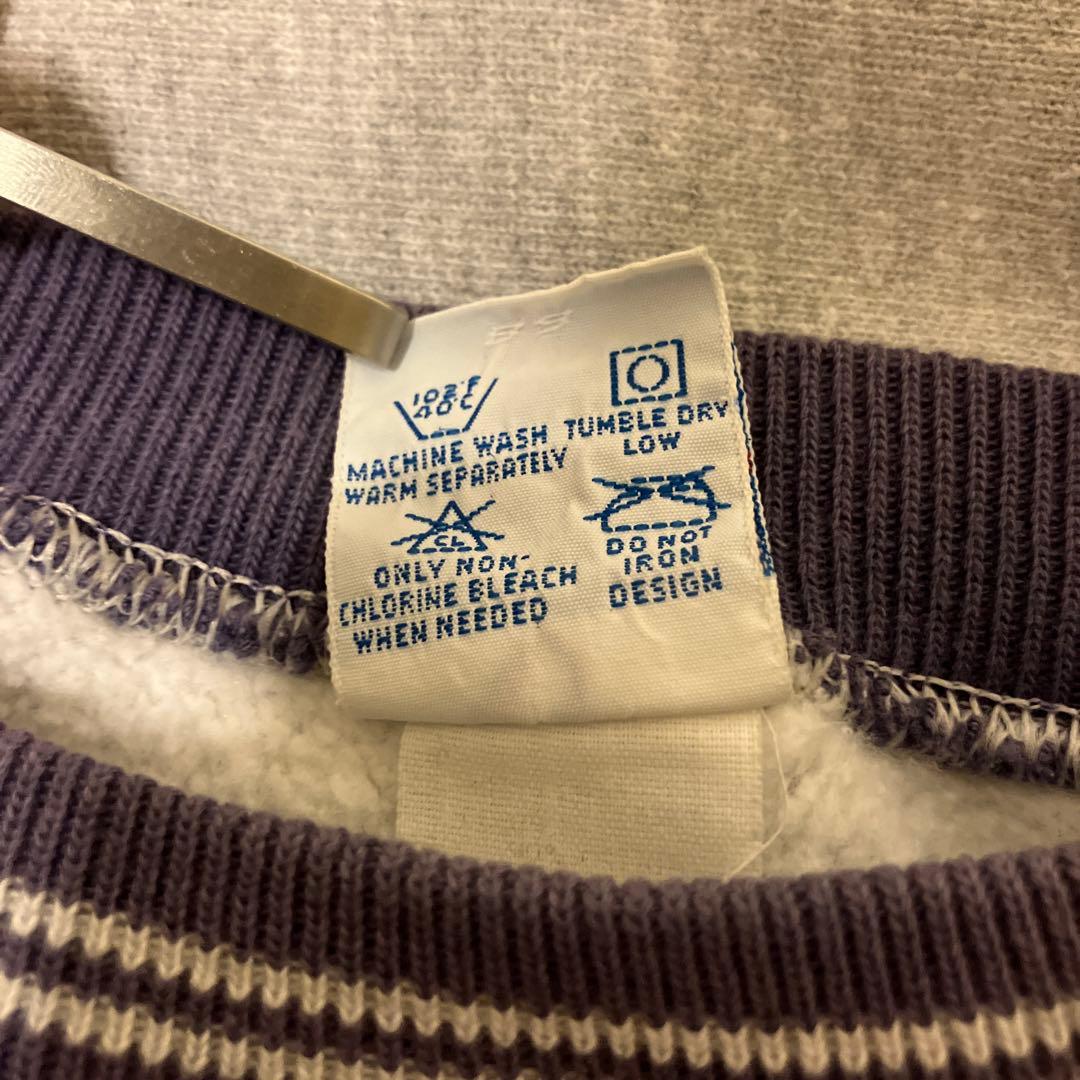 102°F
40°C
MACHINE WASH
WARM SEPARATELY
TUMBLE DRY
LOW
CL
ONLY NON-
CHLORINE BLEACH
WHEN NEEDED
DO NOT
IRON
DESIGN